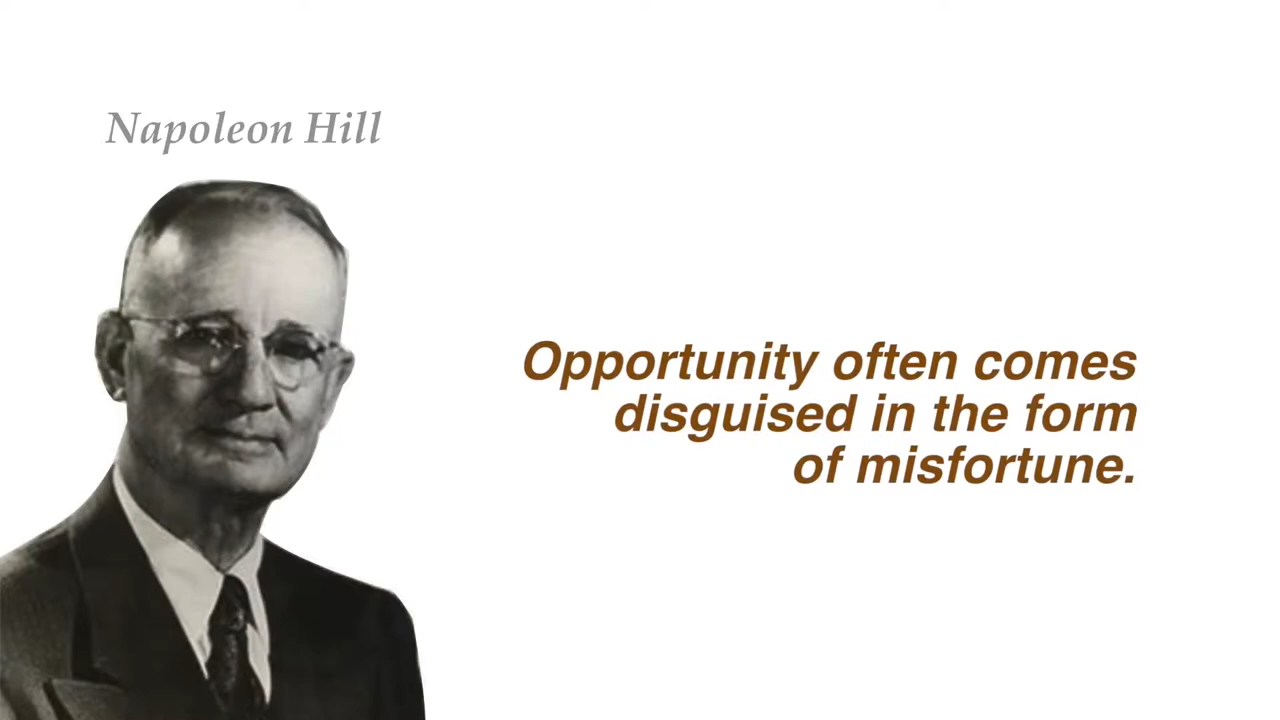 Napoleon Hill
Opportunity often comes
disguised in the form
of misfortune.